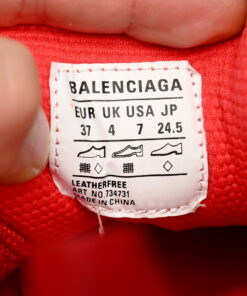 BALENCIAGA
EUR UK USA JP
37 4 7 24.5
LEATHERFREE
ART NO.734731
MADE IN CHINA